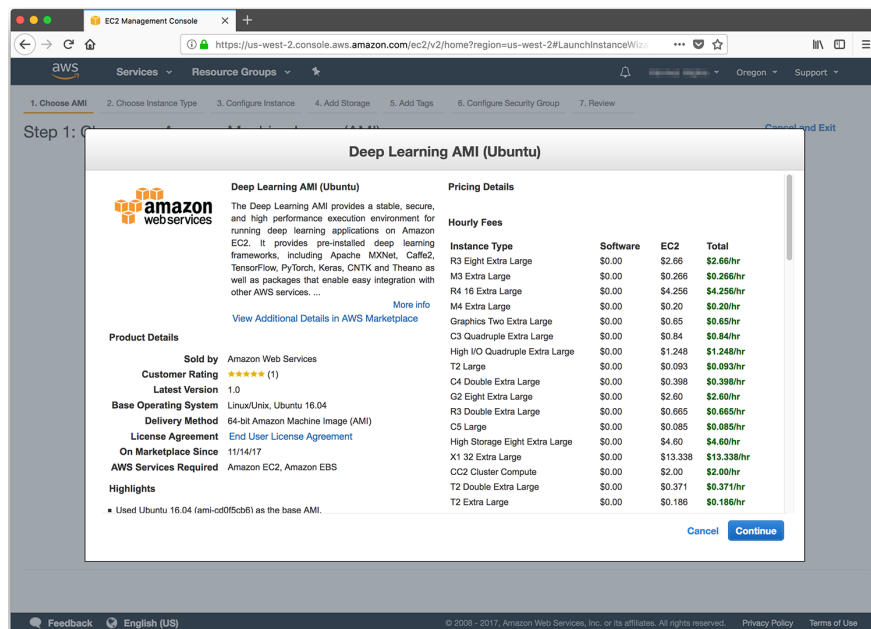 EC2 Management Console
https://us-west-2.console.aws.amazon.com/ec2/v2/home?region=us-west-2#LaunchInstanceWiza
aws
Services
Resource Groups
Oregon
Support
1. Choose AMI
2. Choose Instance Type
3. Configure Instance
4. Add Storage
5. Add Tags
6. Configure Security Group
7. Review
Step 1:
Cancel and Exit
Deep Learning AMI (Ubuntu)
amazon
web services
Deep Learning AMI (Ubuntu)
The Deep Learning AMI provides a stable, secure,
and high performance execution environment for
running deep learning applications on Amazon
EC2. It provides pre-installed deep learning
frameworks, including Apache MXNet, Caffe2,
TensorFlow, PyTorch, Keras, CNTK and Theano as
well as packages that enable easy integration with
other AWS services. ...
More info
View Additional Details in AWS Marketplace
Product Details
Sold by Amazon Web Services
Customer Rating ★★★★★ (1)
Latest Version 1.0
Base Operating System Linux/Unix, Ubuntu 16.04
Delivery Method 64-bit Amazon Machine Image (AMI)
License Agreement End User License Agreement
On Marketplace Since 11/14/17
AWS Services Required Amazon EC2, Amazon EBS
Highlights
Used Ubuntu 16.04 (ami-cd0f5cb6) as the base AMI.
Pricing Details
Hourly Fees
Instance Type Software EC2 Total
R3 Eight Extra Large $0.00 $2.66 $2.66/hr
M3 Extra Large $0.00 $0.266 $0.266/hr
R4 16 Extra Large $0.00 $4.256 $4.256/hr
M4 Extra Large $0.00 $0.20 $0.20/hr
Graphics Two Extra Large $0.00 $0.65 $0.65/hr
C3 Quadruple Extra Large $0.00 $0.84 $0.84/hr
High I/O Quadruple Extra Large $0.00 $1.248 $1.248/hr
T2 Large $0.00 $0.093 $0.093/hr
C4 Double Extra Large $0.00 $0.398 $0.398/hr
G2 Eight Extra Large $0.00 $2.60 $2.60/hr
R3 Double Extra Large $0.00 $0.665 $0.665/hr
C5 Large $0.00 $0.085 $0.085/hr
High Storage Eight Extra Large $0.00 $4.60 $4.60/hr
X1 32 Extra Large $0.00 $13.338 $13.338/hr
CC2 Cluster Compute $0.00 $2.00 $2.00/hr
T2 Double Extra Large $0.00 $0.371 $0.371/hr
T2 Extra Large $0.00 $0.186 $0.186/hr
Cancel
Continue
Feedback
English (US)
© 2008 - 2017, Amazon Web Services, Inc. or its affiliates. All rights reserved.
Privacy Policy
Terms of Use